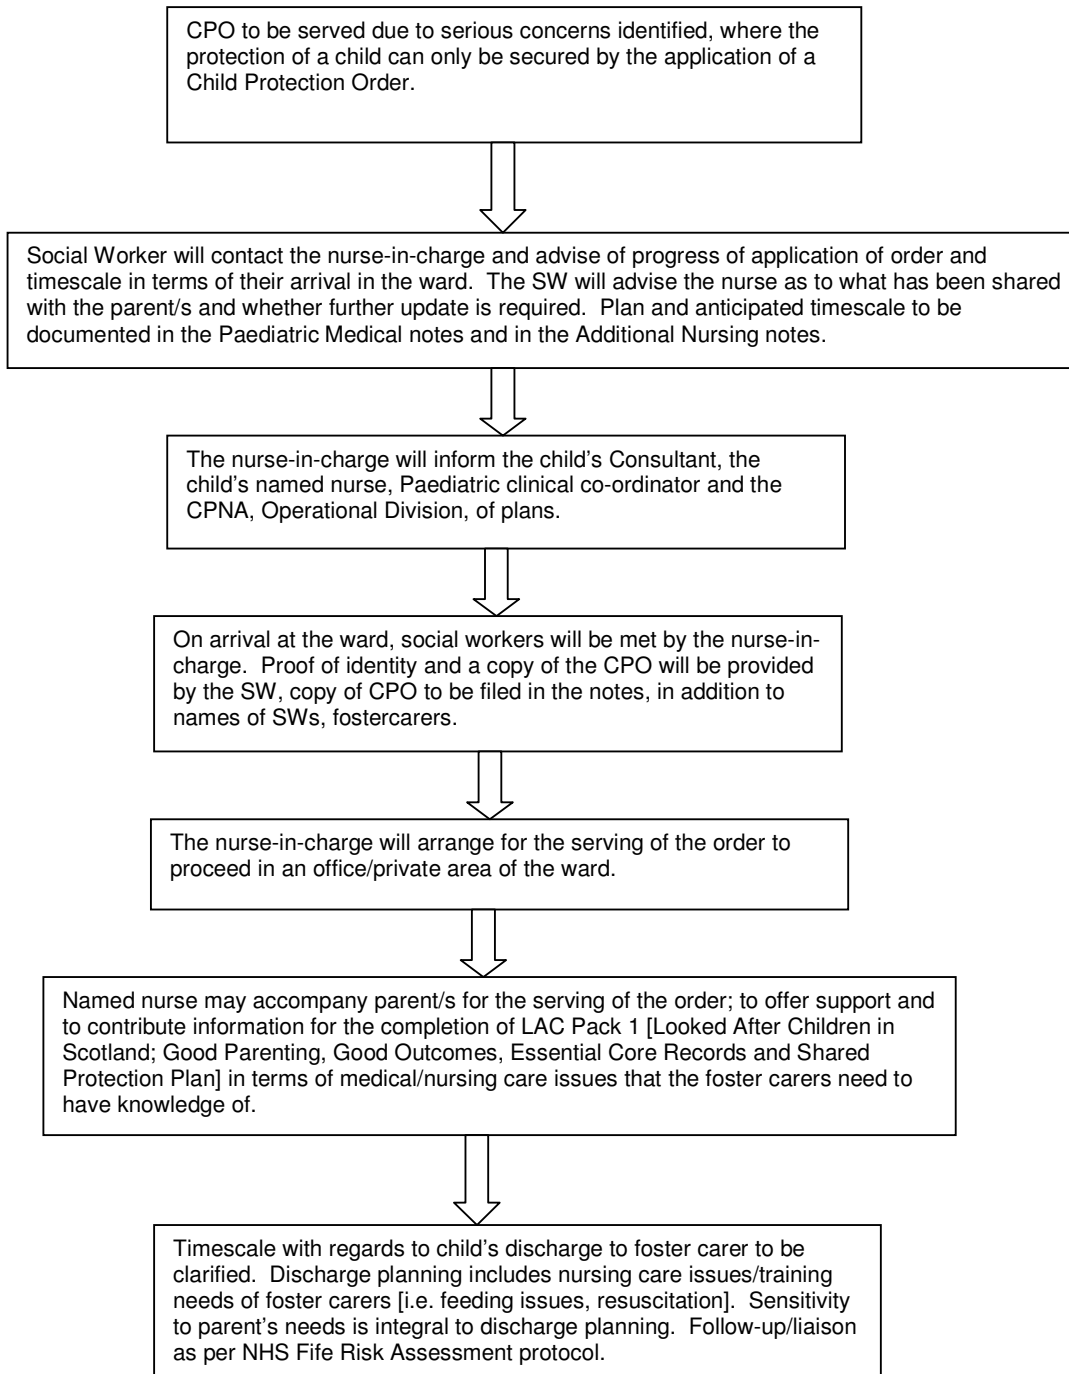 CPO to be served due to serious concerns identified, where the
protection of a child can only be secured by the application of a
Child Protection Order.
Social Worker will contact the nurse-in-charge and advise of progress of application of order and
timescale in terms of their arrival in the ward.  The SW will advise the nurse as to what has been shared
with the parent/s and whether further update is required.  Plan and anticipated timescale to be
documented in the Paediatric Medical notes and in the Additional Nursing notes.
The nurse-in-charge will inform the child's Consultant, the
child's named nurse, Paediatric clinical co-ordinator and the
CPNA, Operational Division, of plans.
On arrival at the ward, social workers will be met by the nurse-in-
charge.  Proof of identity and a copy of the CPO will be provided
by the SW, copy of CPO to be filed in the notes, in addition to
names of SWs, fostercarers.
The nurse-in-charge will arrange for the serving of the order to
proceed in an office/private area of the ward.
Named nurse may accompany parent/s for the serving of the order; to offer support and
to contribute information for the completion of LAC Pack 1 [Looked After Children in
Scotland; Good Parenting, Good Outcomes, Essential Core Records and Shared
Protection Plan] in terms of medical/nursing care issues that the foster carers need to
have knowledge of.
Timescale with regards to child's discharge to foster carer to be
clarified.  Discharge planning includes nursing care issues/training
needs of foster carers [i.e. feeding issues, resuscitation].  Sensitivity
to parent's needs is integral to discharge planning.  Follow-up/liaison
as per NHS Fife Risk Assessment protocol.